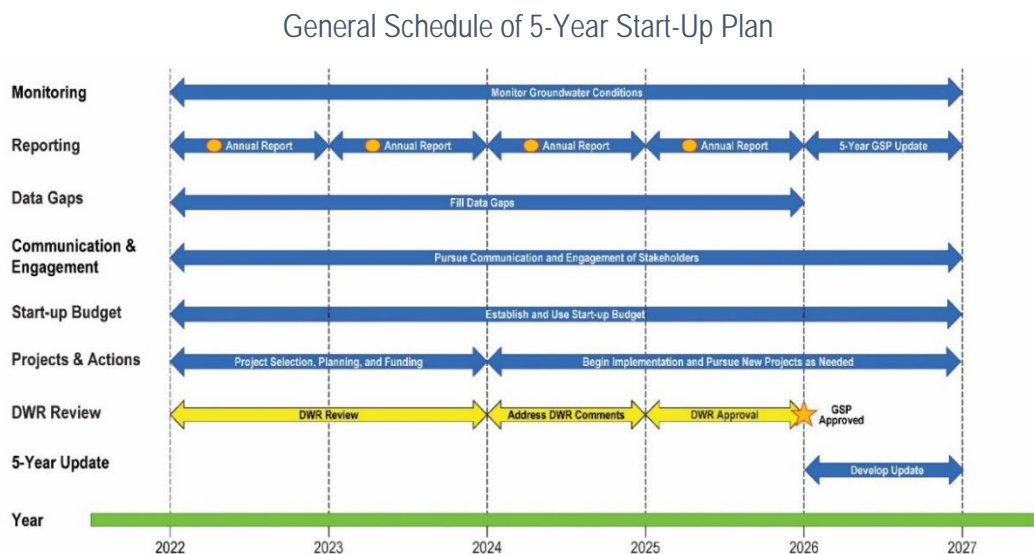 General Schedule of 5-Year Start-Up Plan
Monitoring
Monitor Groundwater Conditions
Reporting
Annual Report
Annual Report
Annual Report
Annual Report
5-Year GSP Update
Data Gaps
Fill Data Gaps
Communication &
Engagement
Pursue Communication and Engagement of Stakeholders
Start-up Budget
Establish and Use Start-up Budget
Projects & Actions
Project Selection, Planning, and Funding
Begin Implementation and Pursue New Projects as Needed
DWR Review
DWR Review
Address DWR Comments
DWR Approval
GSP
Approved
5-Year Update
Develop Update
Year
2022
2023
2024
2025
2026
2027